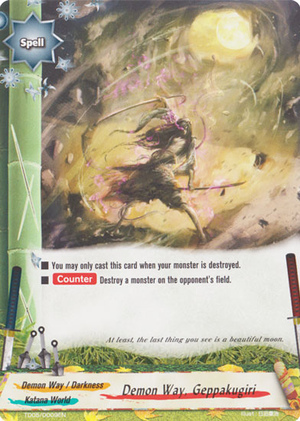 Spell
■ You may only cast this card when your monster is destroyed.
■ Counter Destroy a monster on the opponent's field.
At least, the last thing you see is a beautiful moon.
Demon Way / Darkness
Katana World
Demon Way, Geppakugiri